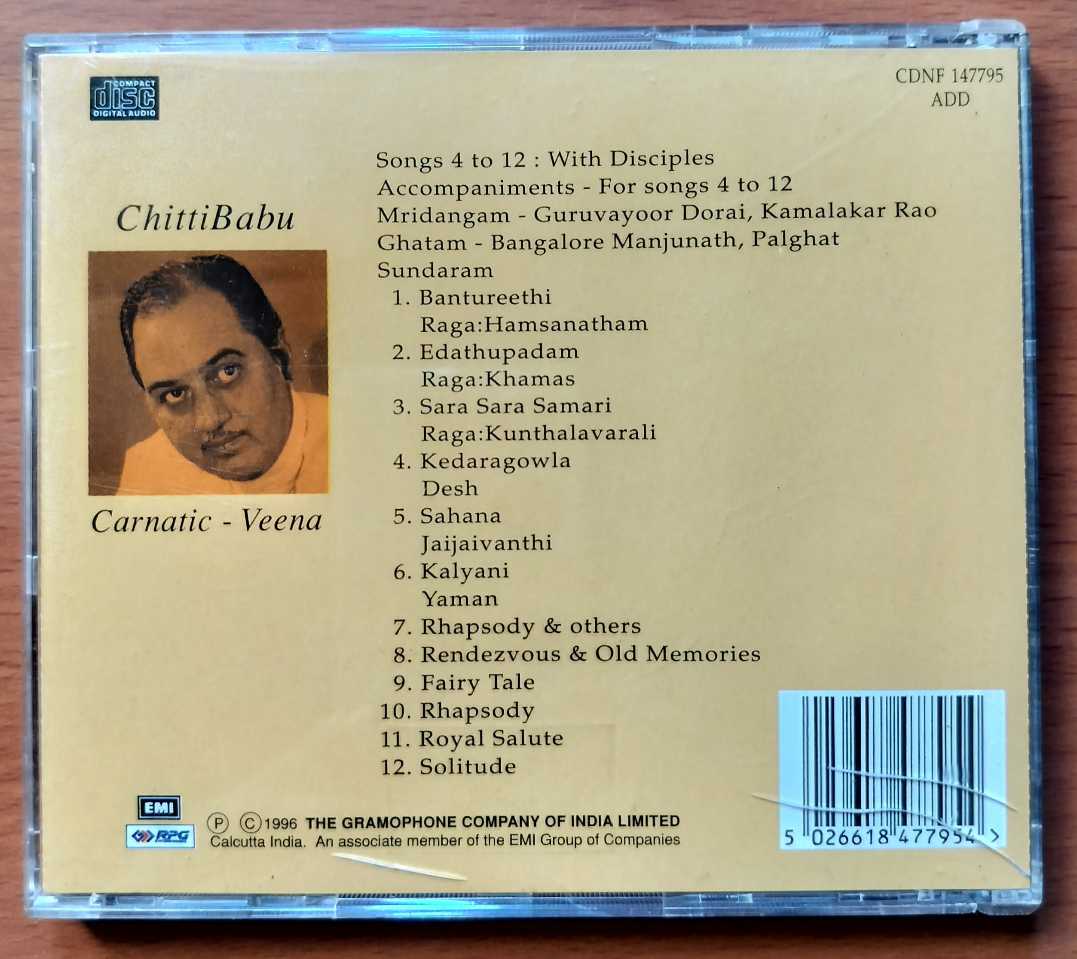 COMPACT
disc
DIGITAL AUDIO
CDNF 147795
ADD
ChittiBabu
Carnatic - Veena
Songs 4 to 12 : With Disciples
Accompaniments - For songs 4 to 12
Mridangam - Guruvayoor Dorai, Kamalakar Rao
Ghatam - Bangalore Manjunath, Palghat
Sundaram
1. Bantureethi
Raga:Hamsanatham
2. Edathupadam
Raga:Khamas
3. Sara Sara Samari
Raga:Kunthalavarali
4. Kedaragowla
Desh
5. Sahana
Jaijaivanthi
6. Kalyani
Yaman
7. Rhapsody & others
8. Rendezvous & Old Memories
9. Fairy Tale
10. Rhapsody
11. Royal Salute
12. Solitude
EMI
RPG
Ⓟ ©1996 THE GRAMOPHONE COMPANY OF INDIA LIMITED
Calcutta India. An associate member of the EMI Group of Companies
5 026618 477954 >